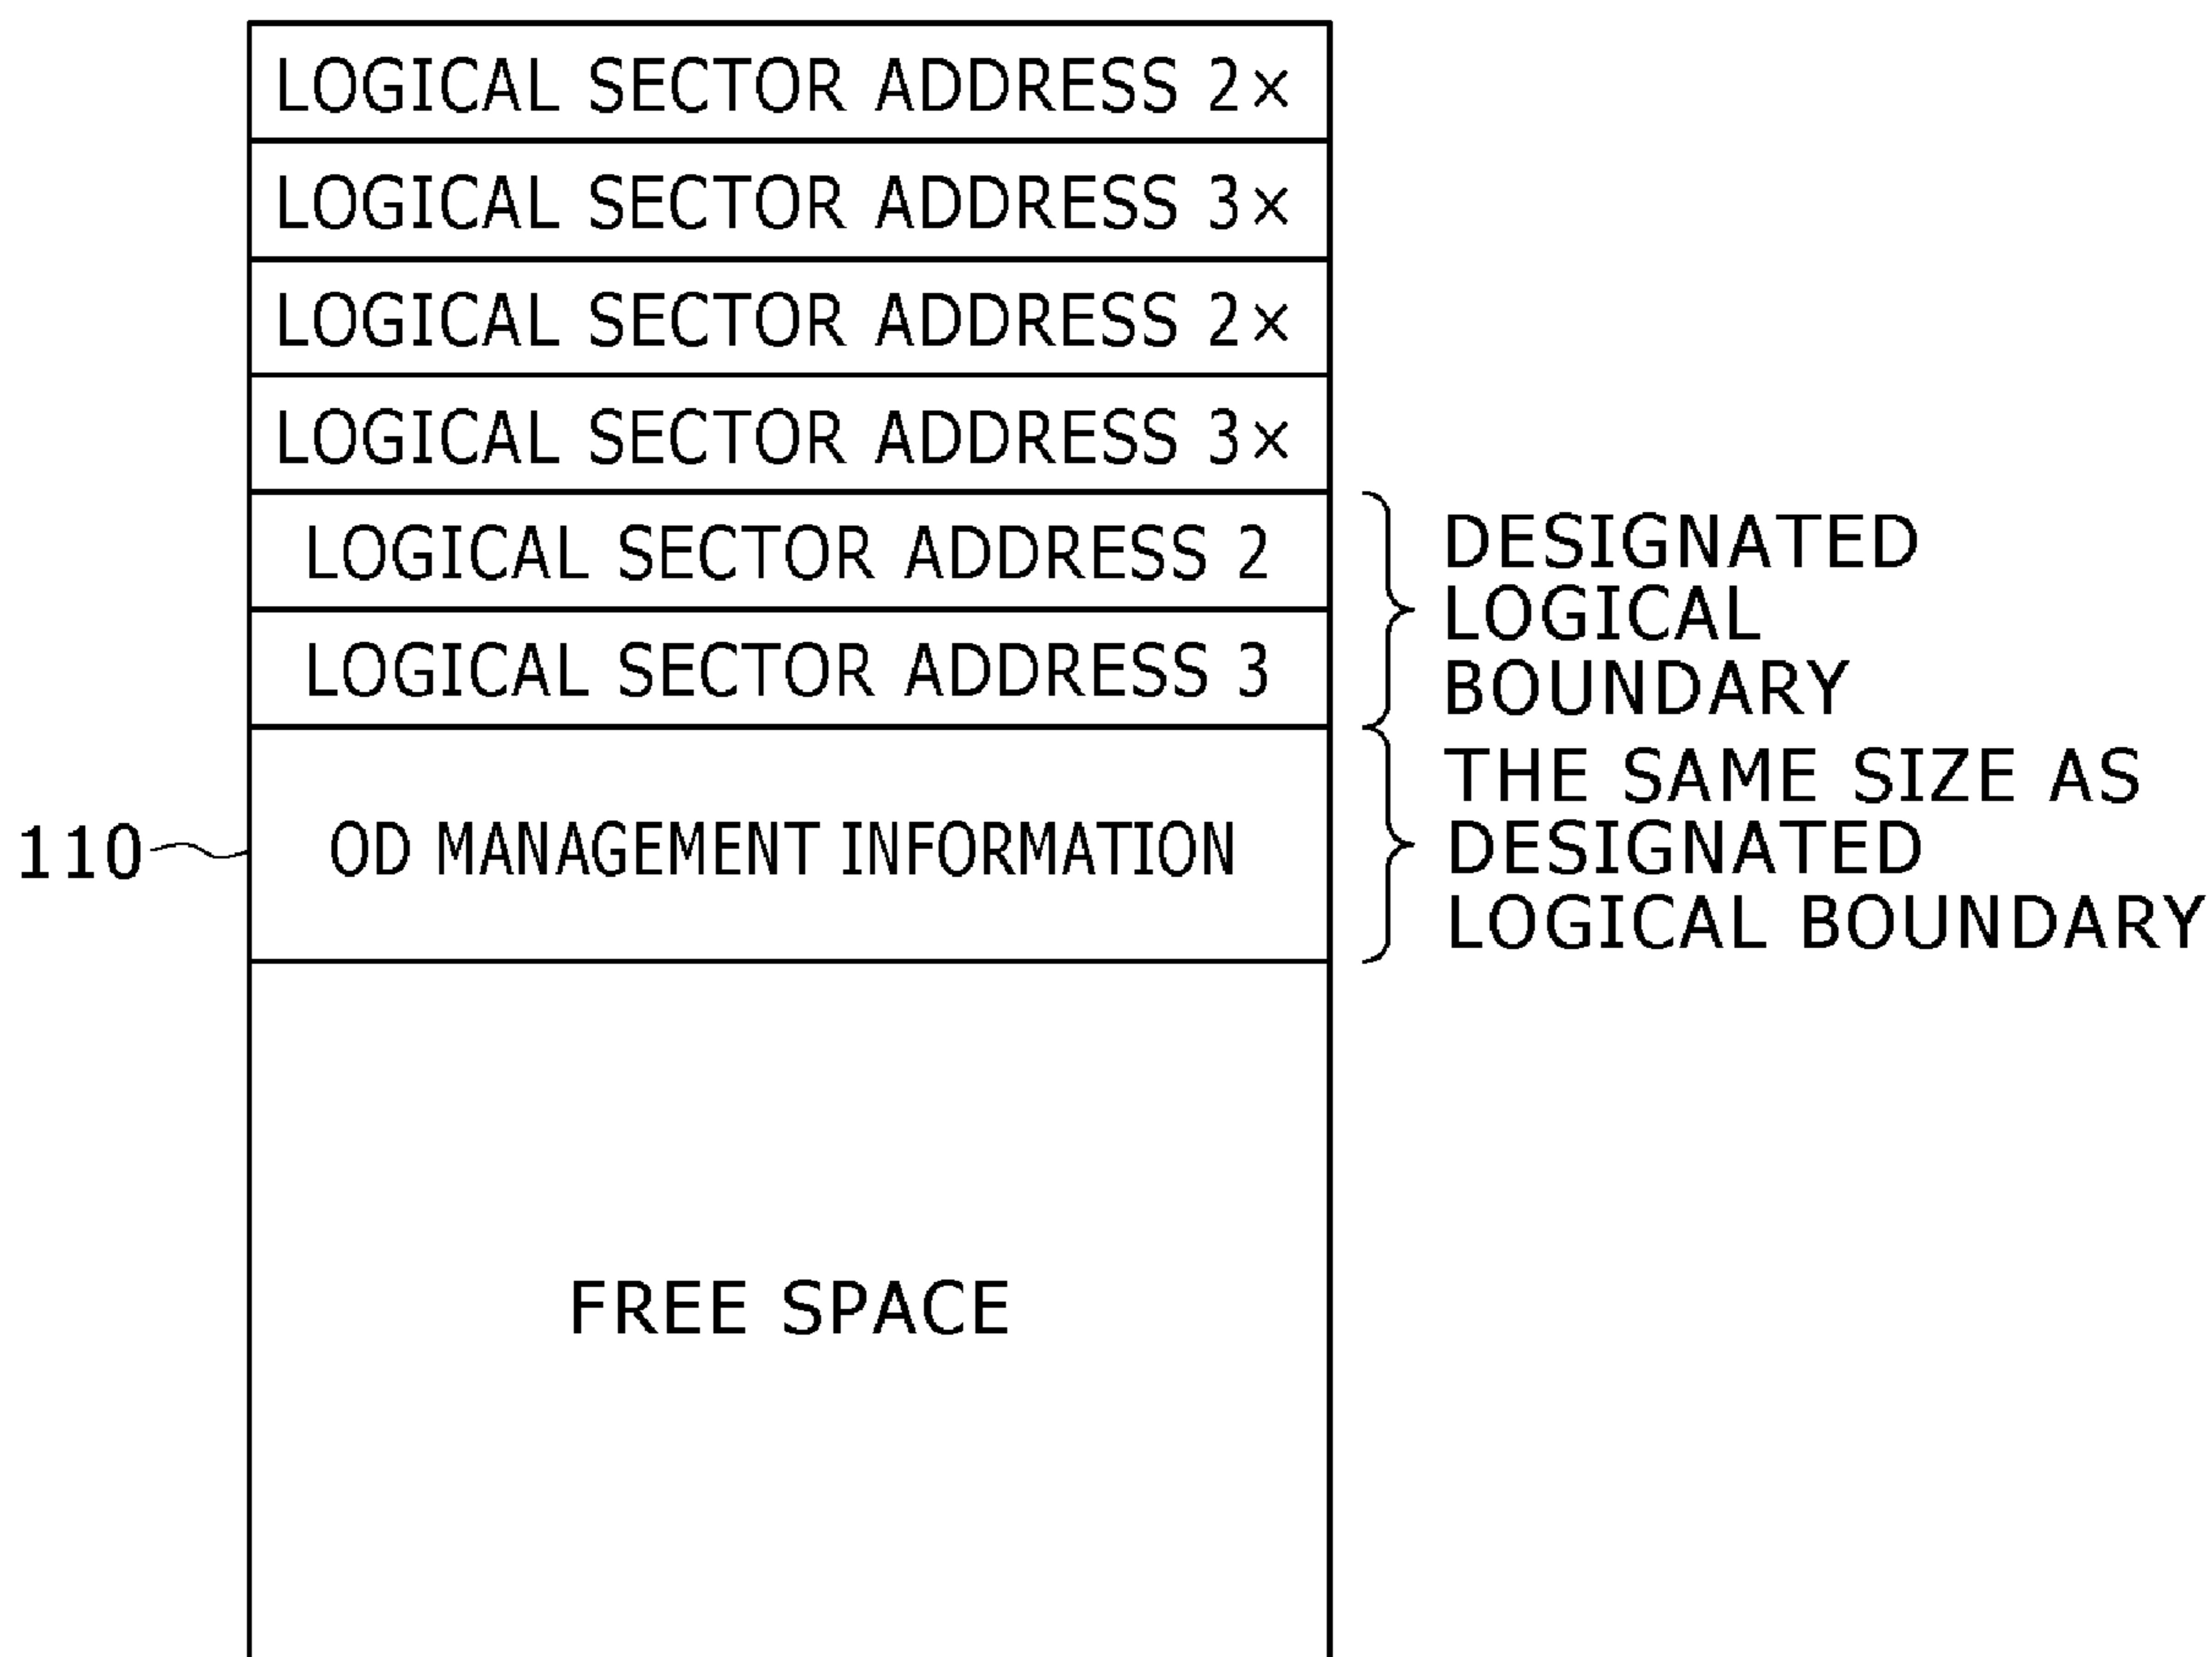 LOGICAL SECTOR ADDRESS 2×
LOGICAL SECTOR ADDRESS 3×
LOGICAL SECTOR ADDRESS 2×
LOGICAL SECTOR ADDRESS 3×
LOGICAL SECTOR ADDRESS 2
LOGICAL SECTOR ADDRESS 3
DESIGNATED
LOGICAL
BOUNDARY
110
OD MANAGEMENT INFORMATION
THE SAME SIZE AS
DESIGNATED
LOGICAL BOUNDARY
FREE SPACE